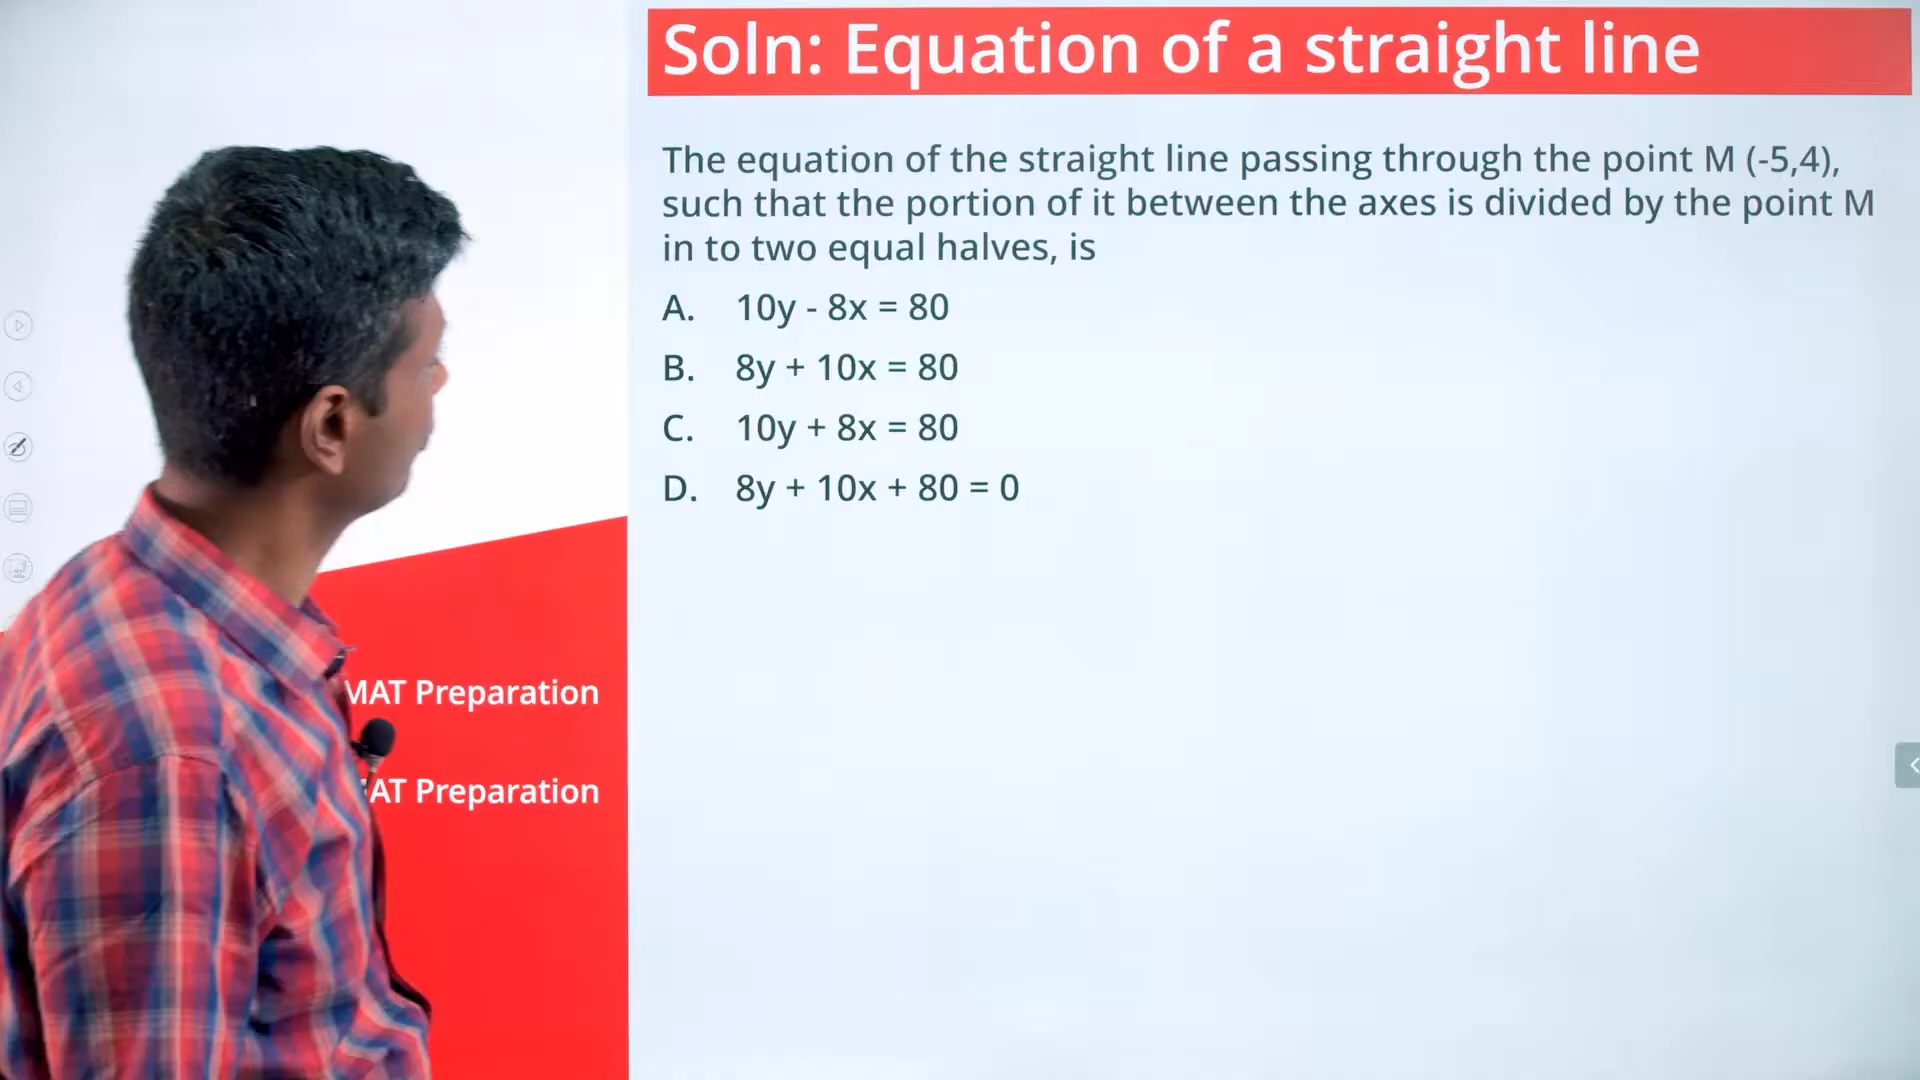 Soln: Equation of a straight line
The equation of the straight line passing through the point M (-5,4),
such that the portion of it between the axes is divided by the point M
in to two equal halves, is
A. 10y - 8x = 80
B. 8y + 10x = 80
C. 10y + 8x = 80
D. 8y + 10x + 80 = 0
MAT Preparation
AT Preparation